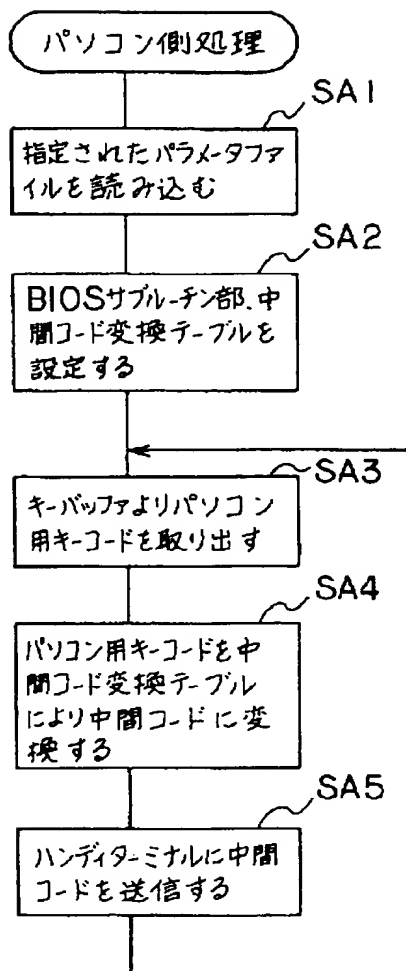 パソコン側処理
SA1
指定されたパラメータファ
イルを読み込む
SA2
BIOSサブルーチン部、中
間コード変換テーブルを
設定する
SA3
キーバッファよりパソコン
用キーコードを取り出す
SA4
パソコン用キーコードを中
間コード変換テーブル
により中間コードに変
換する
SA5
ハンディターミナルに中間
コードを送信する